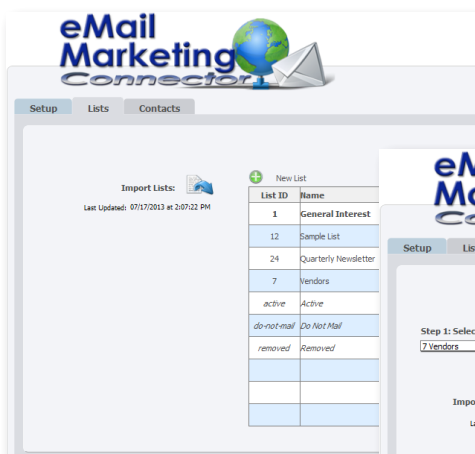 eMail
Marketing
Connector
Setup Lists Contacts
Import Lists:
Last Updated: 07/17/2013 at 2:07:22 PM
New List
List ID Name
1 General Interest
12 Sample List
24 Quarterly Newsletter
7 Vendors
active Active
do-not-mail Do Not Mail
removed Removed
Setup
Step 1:
7 Vendors